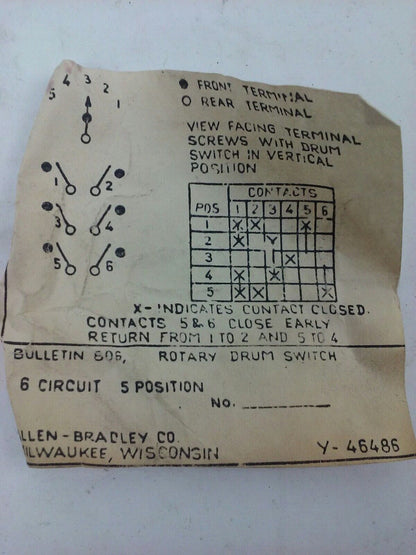 4 3 2
5 1
● FRONT TERMINAL
○ REAR TERMINAL
VIEW FACING TERMINAL
SCREWS WITH DRUM
SWITCH IN VERTICAL
POSITION
1 2
3 4
5 6
CONTACTS
POS 1 2 3 4 5 6
1 X X X
2 X X
3 X
4 X X
5 X X X
X-INDICATES CONTACT CLOSED.
CONTACTS 5 & 6 CLOSE EARLY
RETURN FROM 1 TO 2 AND 5 TO 4
BULLETIN 806, ROTARY DRUM SWITCH
6 CIRCUIT 5 POSITION
NO.
LLEN-BRADLEY CO.
ILWAUKEE, WISCONSIN
Y-46486